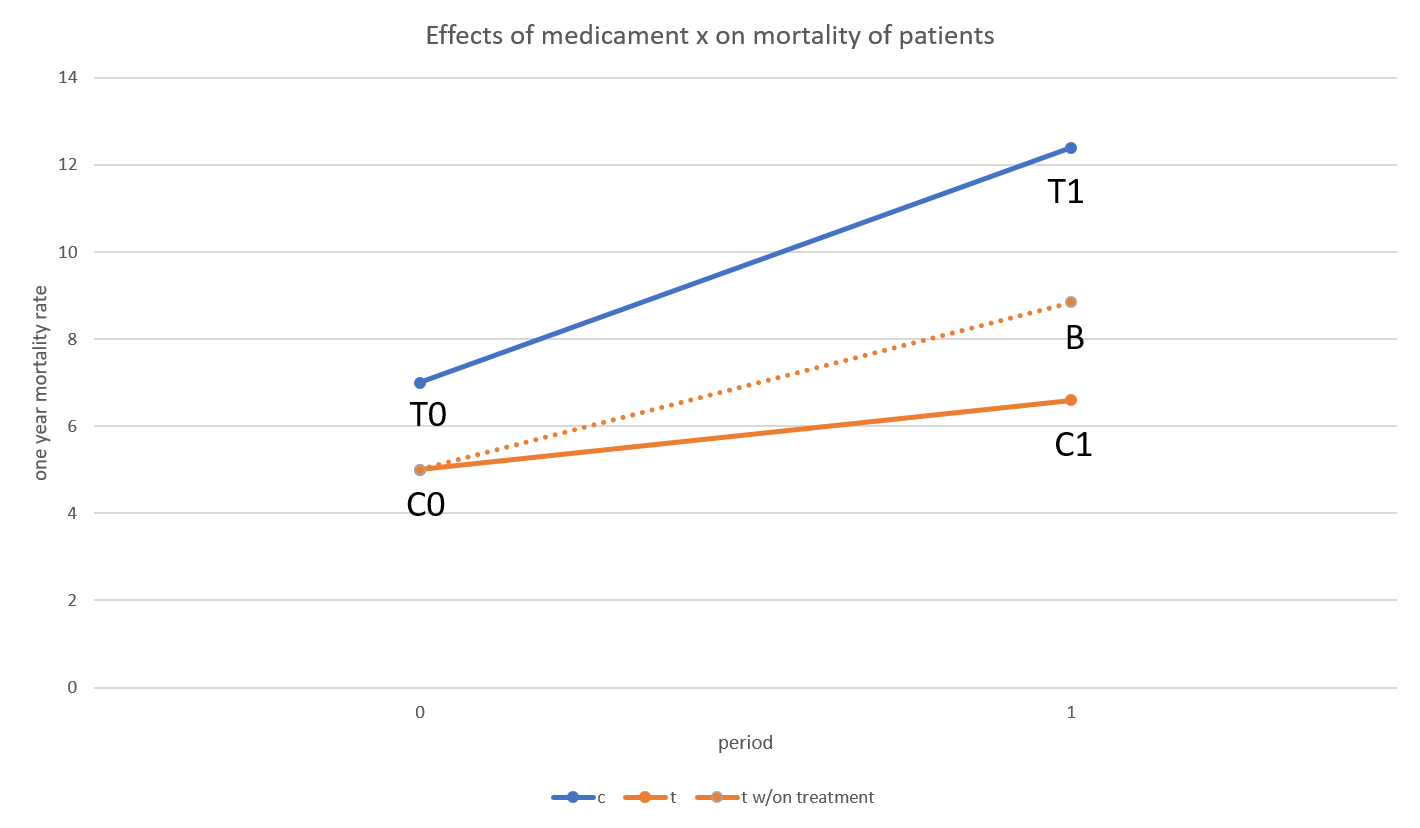 Effects of medicament x on mortality of patients
14
12
T1
10
one year mortality rate
8
B
T0
6
C1
C0
4
2
0
0 1
period
c t t w/on treatment